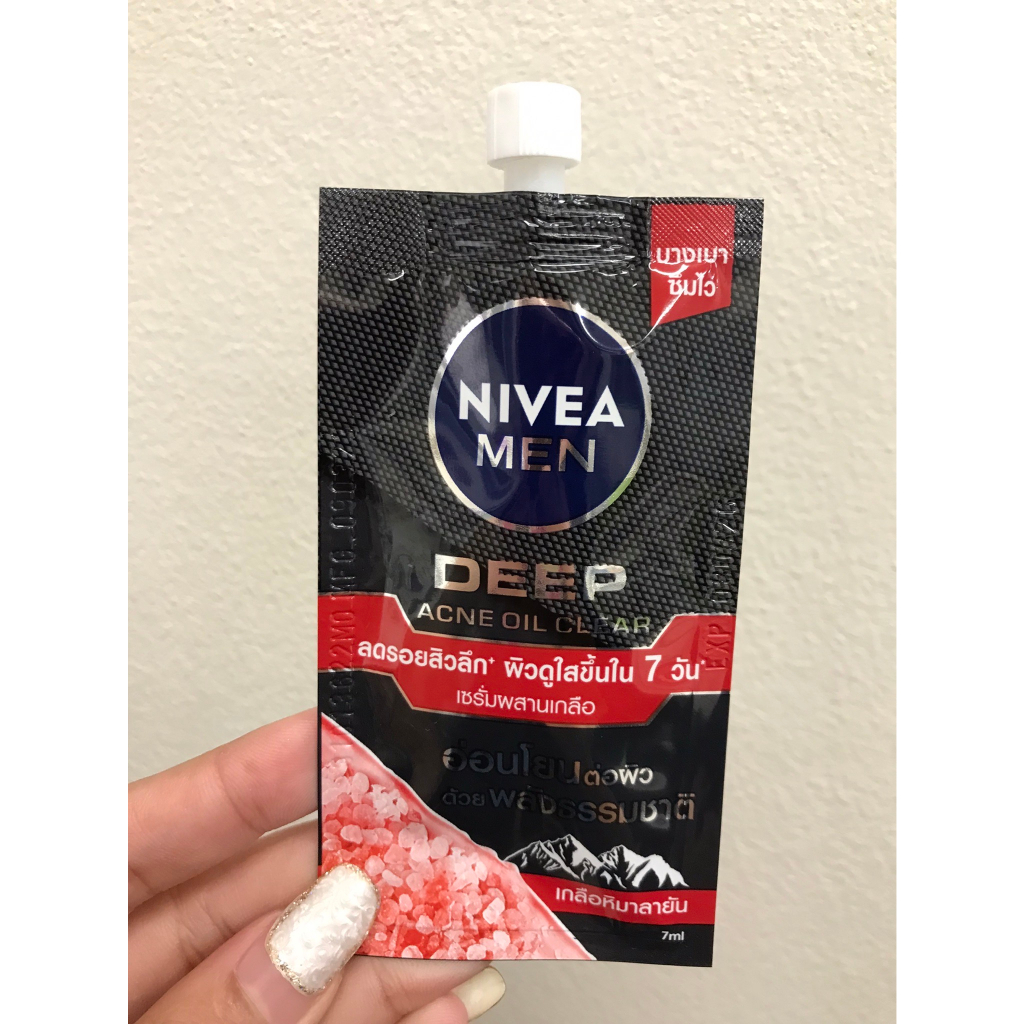 บางเบา
ซึมไว
NIVEA
MEN
DEEP
ACNE OIL CLEAR
ลดรอยสิวลึก+ ผิวดูใสขึ้นใน 7 วัน*
เซรั่มผสานเกลือ
อ่อนโยนต่อผิว
ด้วยพลังธรรมชาติ
เกลือหิมาลายัน
7ml
EXP